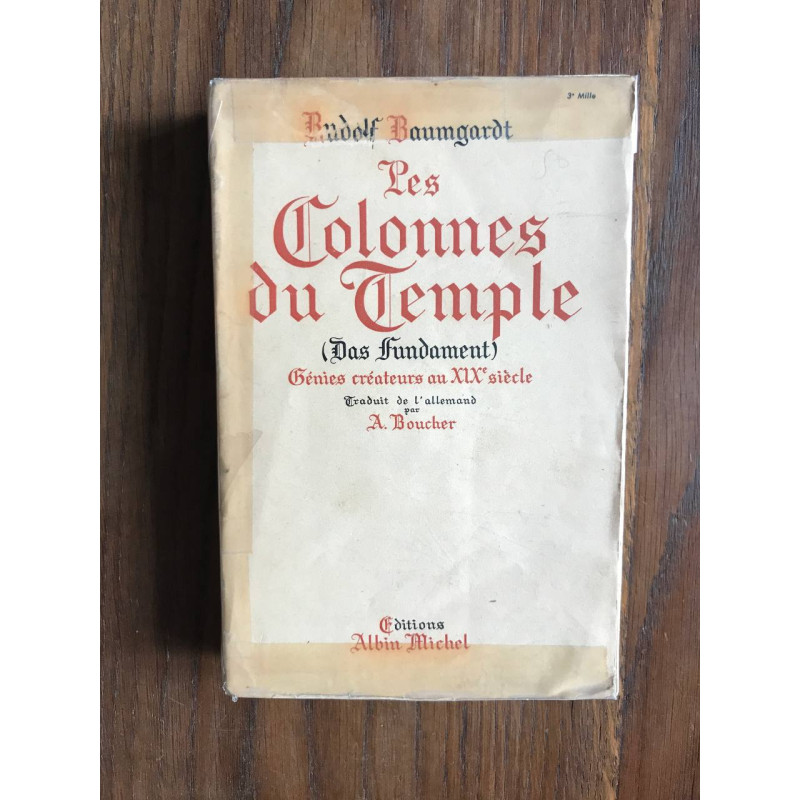 3e Mille
Rudolf Baumgardt
Les
Colonnes
du Temple
(Das Fundament)
Génies créateurs au XIXe siècle
Traduit de l'allemand
par
A. Boucher
Editions
Albin Michel